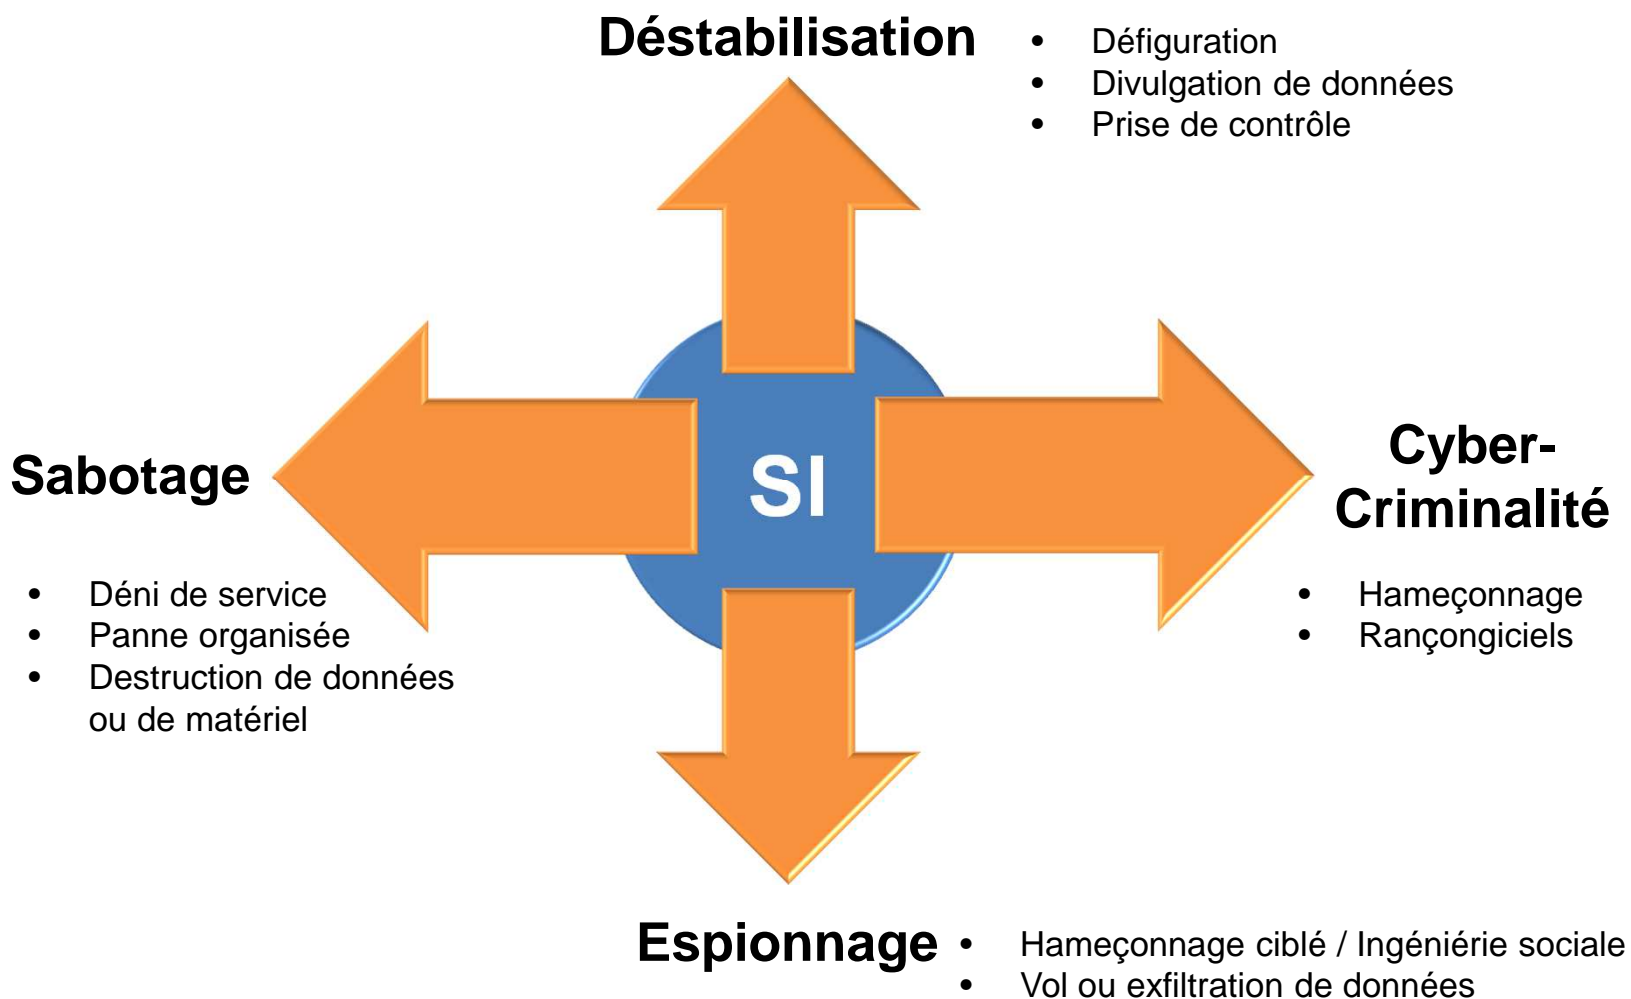 Déstabilisation
• Défiguration
• Divulgation de données
• Prise de contrôle
Sabotage
SI
Cyber-
Criminalité
• Déni de service
• Panne organisée
• Destruction de données
ou de matériel
• Hameçonnage
• Rançongiciels
Espionnage
• Hameçonnage ciblé / Ingéniérie sociale
• Vol ou exfiltration de données